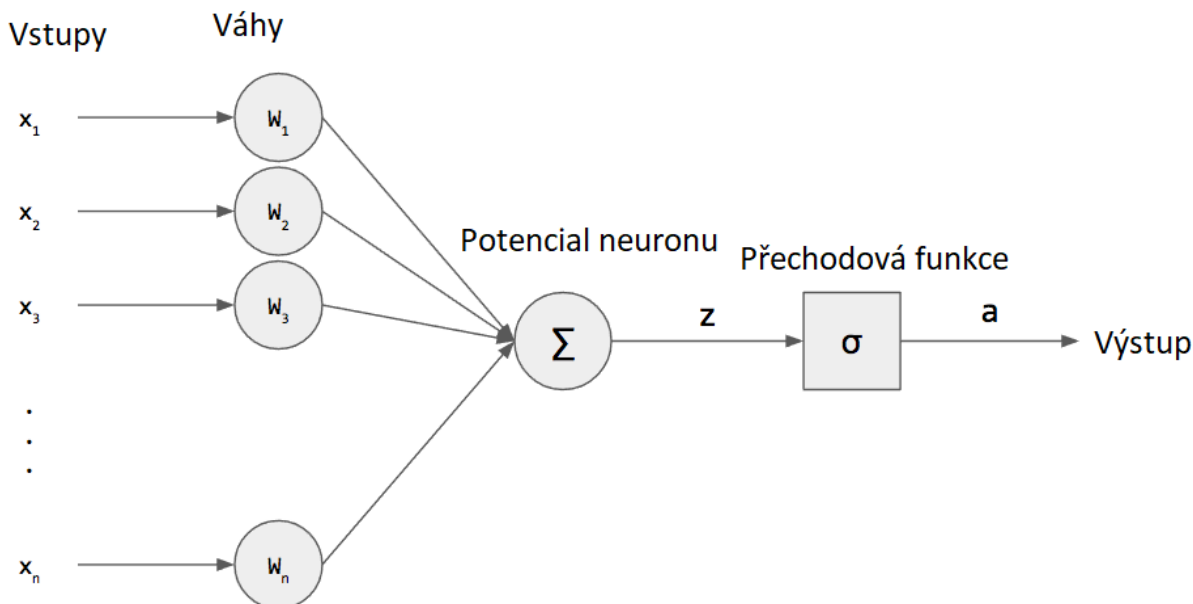 Vstupy
Váhy
x₁
W₁
x₂
W₂
x₃
W₃
Potencial neuronu
Přechodová funkce
Σ
z
σ
a
Výstup
.
.
.
xₙ
Wₙ